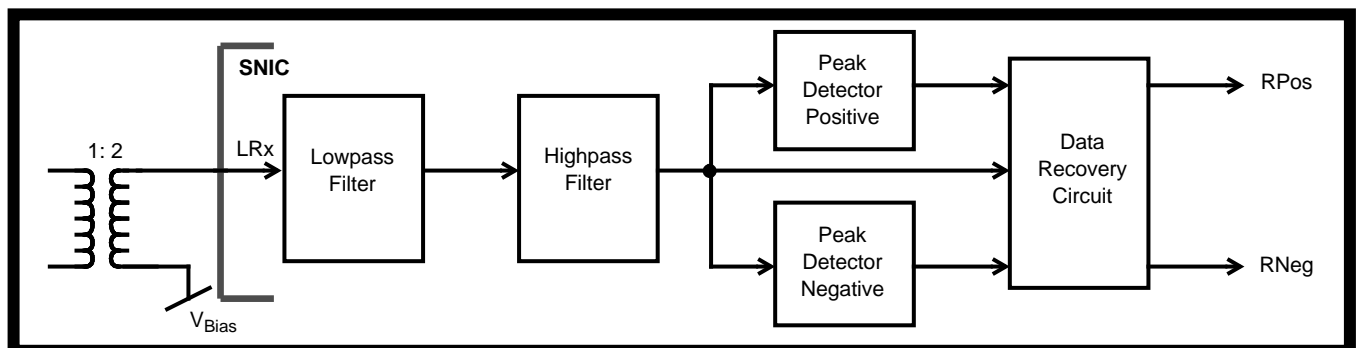 SNIC
1: 2
LRx
V Bias
Lowpass
Filter
Highpass
Filter
Peak
Detector
Positive
Peak
Detector
Negative
Data
Recovery
Circuit
RPos
RNeg